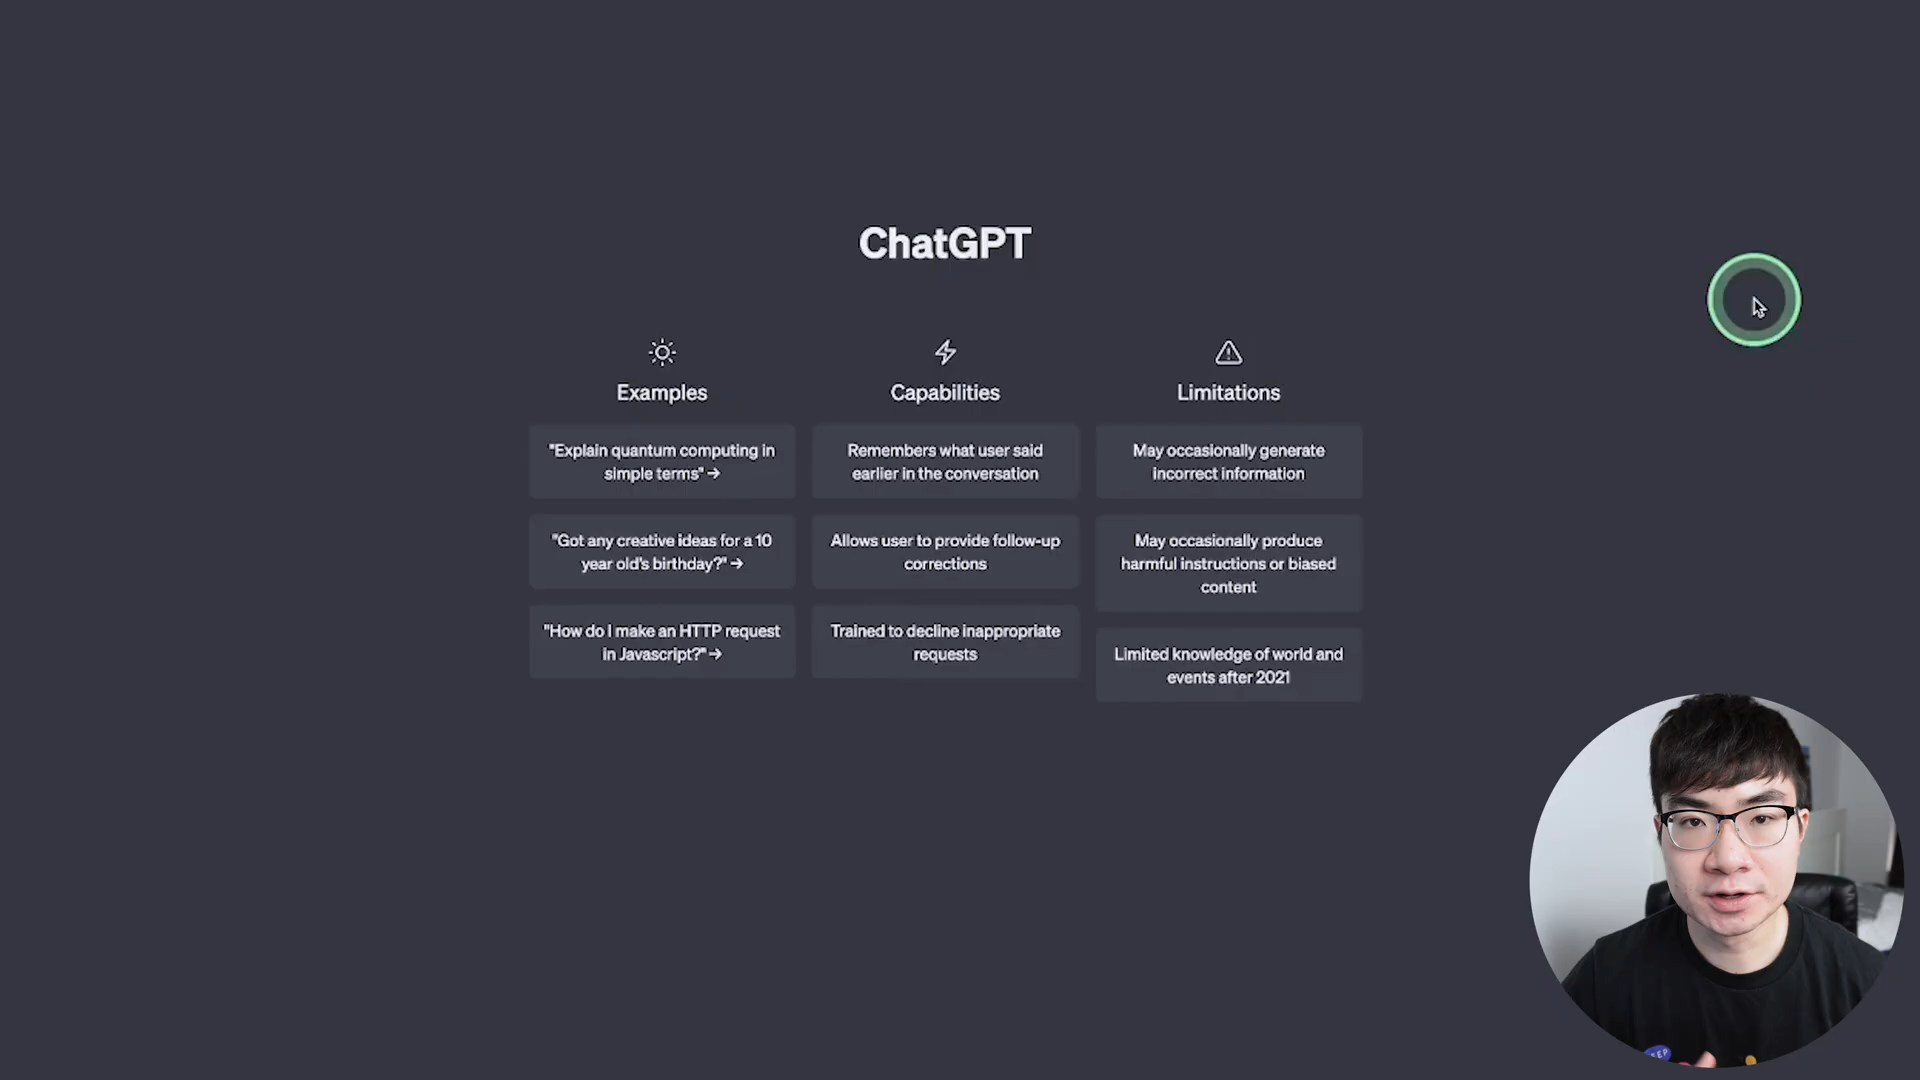 ChatGPT
Examples
"Explain quantum computing in
simple terms" →
"Got any creative ideas for a 10
year old's birthday?" →
"How do I make an HTTP request
in Javascript?" →
Capabilities
Remembers what user said
earlier in the conversation
Allows user to provide follow-up
corrections
Trained to decline inappropriate
requests
Limitations
May occasionally generate
incorrect information
May occasionally produce
harmful instructions or biased
content
Limited knowledge of world and
events after 2021